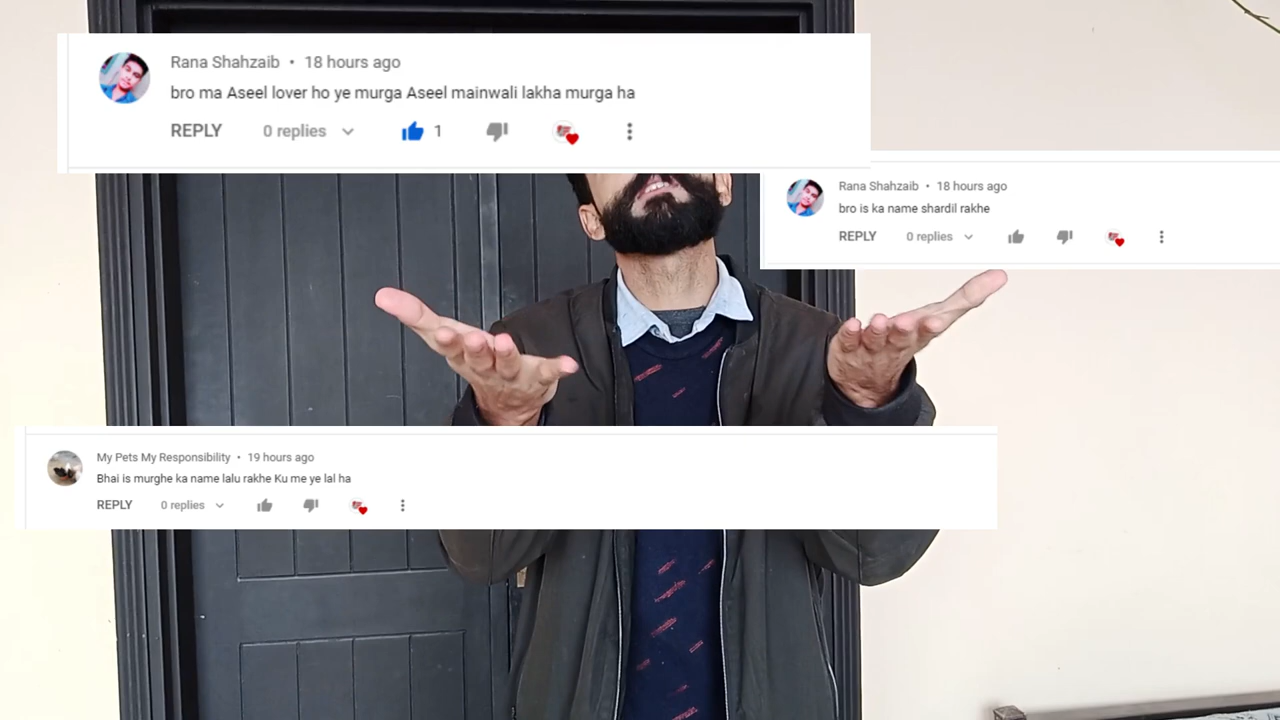 Rana Shahzaib • 18 hours ago
bro ma Aseel lover ho ye murga Aseel mainwali lakha murga ha
REPLY 0 replies 1
Rana Shahzaib • 18 hours ago
bro is ka name shardil rakhe
REPLY 0 replies
My Pets My Responsibility • 19 hours ago
Bhai is murghe ka name lalu rakhe Ku me ye lal ha
REPLY 0 replies